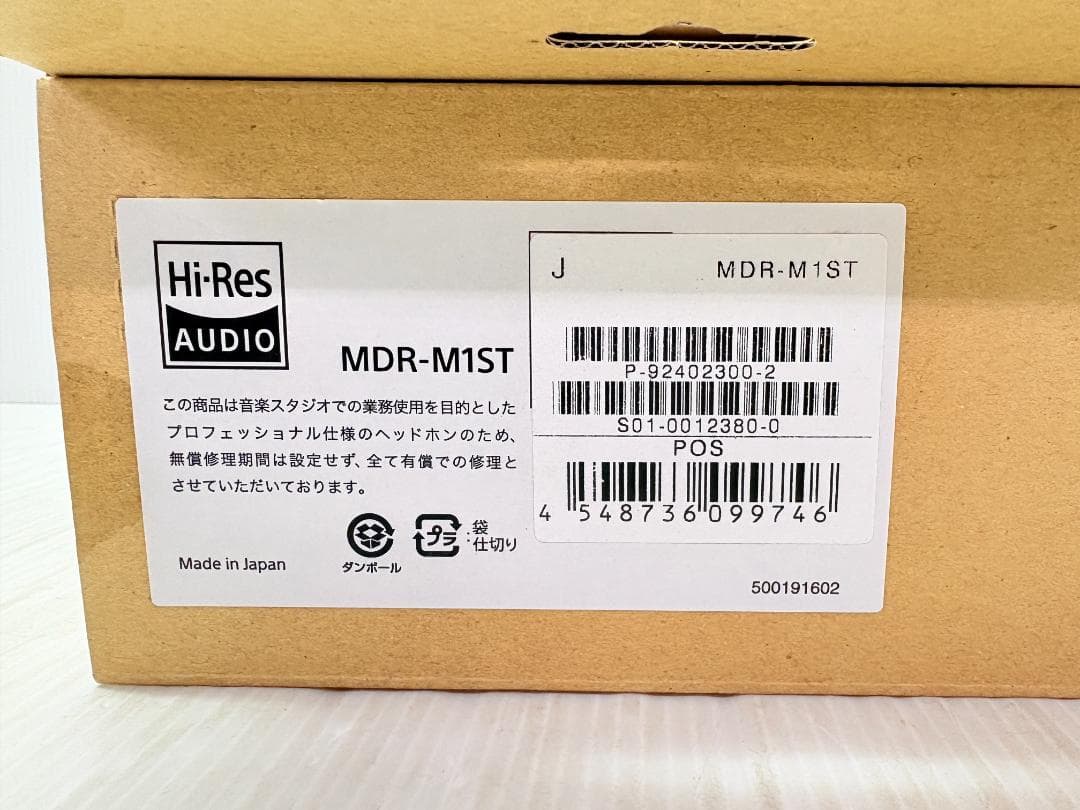 Hi-Res
AUDIO
MDR-M1ST
この商品は音楽スタジオでの業務使用を目的とした
プロフェッショナル仕様のヘッドホンのため、
無償修理期間は設定せず、全て有償での修理と
させていただいております。
ダンボール
プラ
:袋
仕切り
Made in Japan
J MDR-M1ST
P-92402300-2
S01-0012380-0
POS
4 548736 099746
500191602